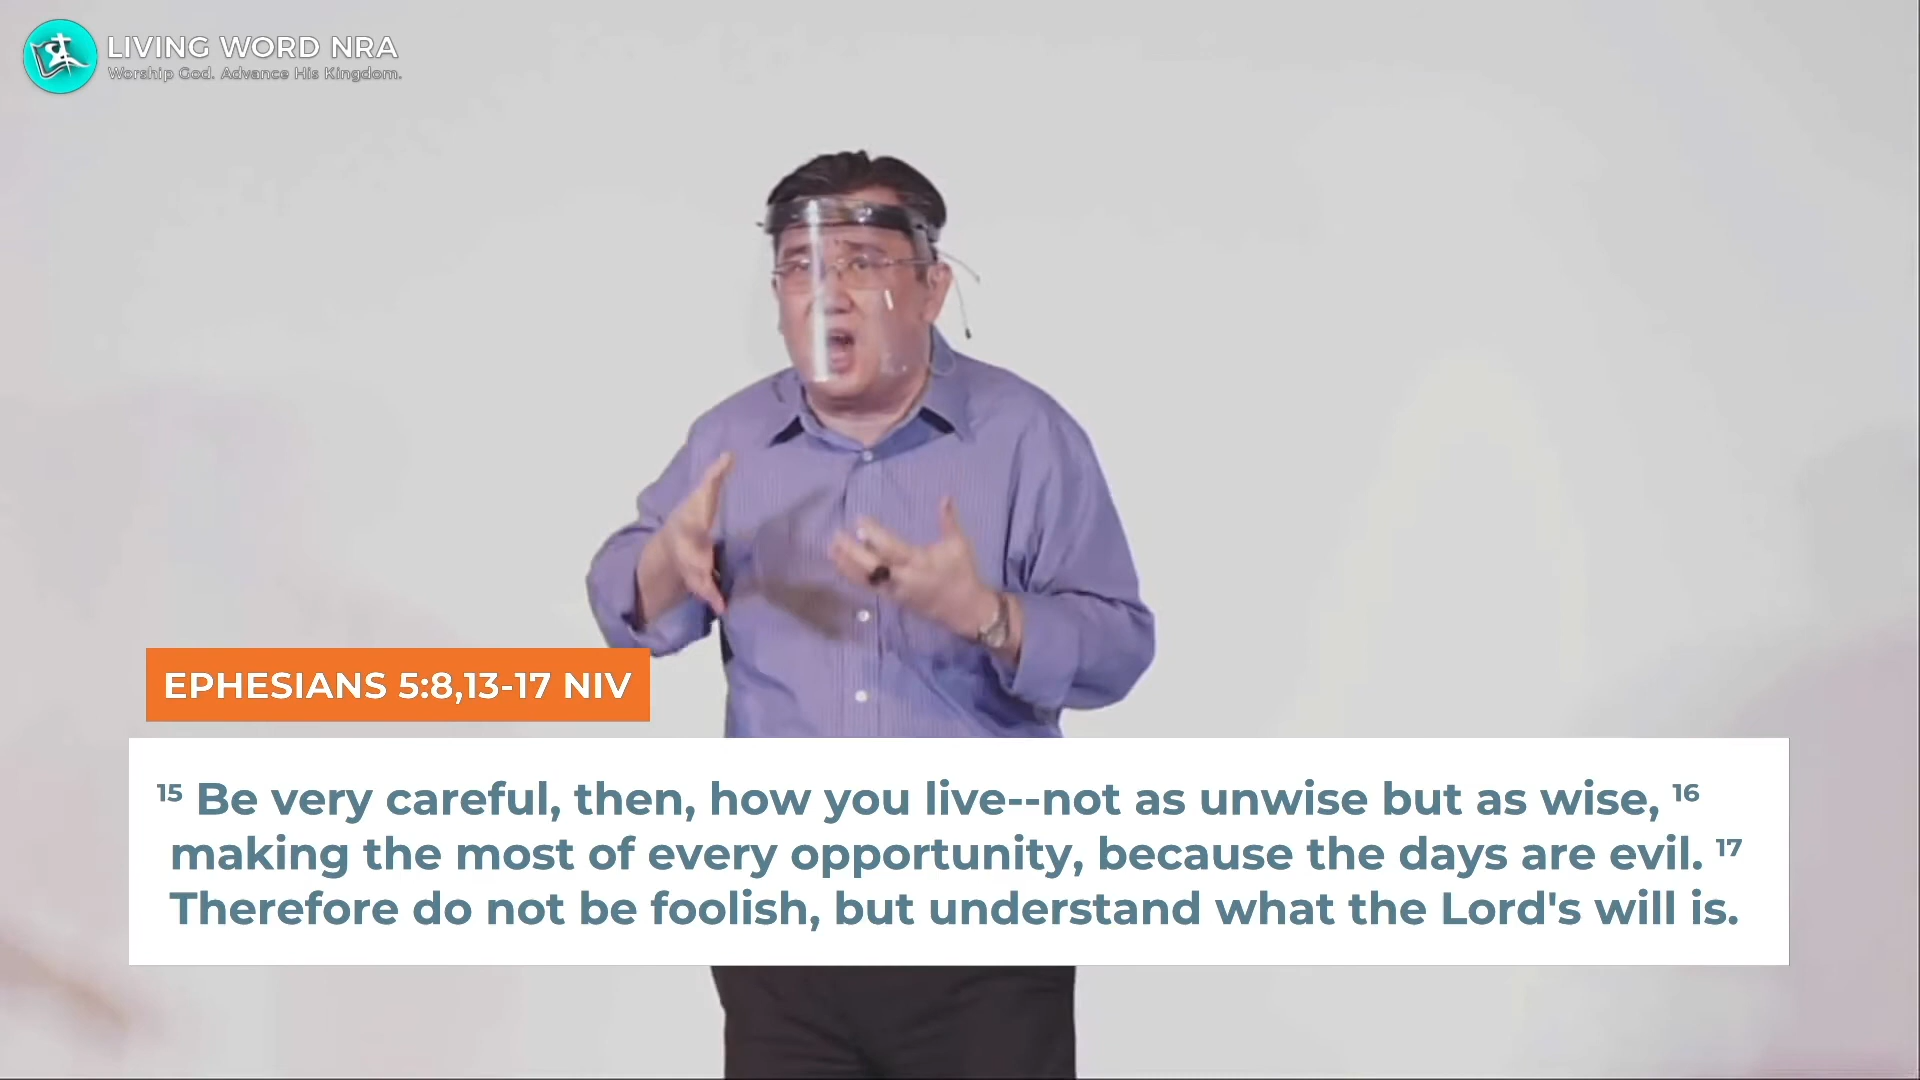 LIVING WORD NRA
Worship God. Advance His Kingdom.
EPHESIANS 5:8,13-17 NIV
¹⁵ Be very careful, then, how you live--not as unwise but as wise, ¹⁶
making the most of every opportunity, because the days are evil. ¹⁷
Therefore do not be foolish, but understand what the Lord's will is.